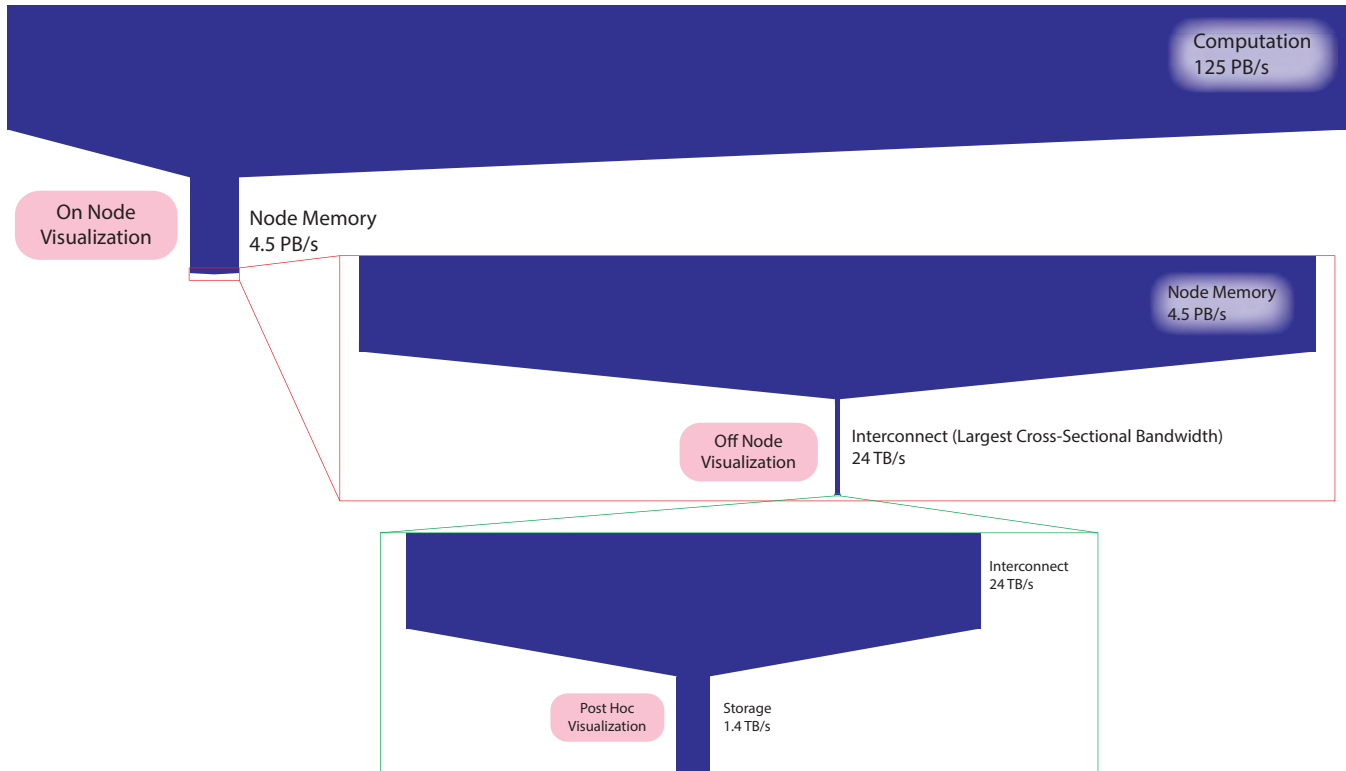 Computation
125 PB/s
On Node
Visualization
Node Memory
4.5 PB/s
Node Memory
4.5 PB/s
Off Node
Visualization
Interconnect (Largest Cross-Sectional Bandwidth)
24 TB/s
Interconnect
24 TB/s
Post Hoc
Visualization
Storage
1.4 TB/s